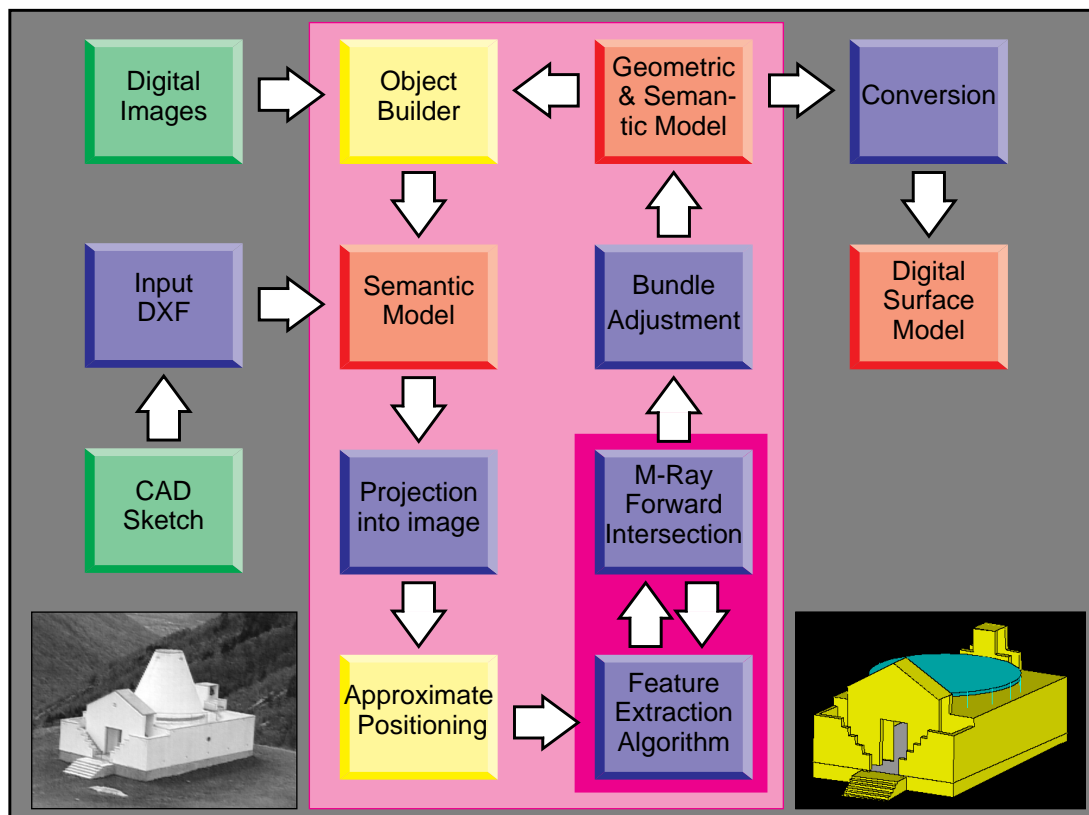 Digital
Images
Object
Builder
Geometric
& Seman-
tic Model
Conversion
Input
DXF
Semantic
Model
Bundle
Adjustment
Digital
Surface
Model
CAD
Sketch
Projection
into image
M-Ray
Forward
Intersection
Approximate
Positioning
Feature
Extraction
Algorithm